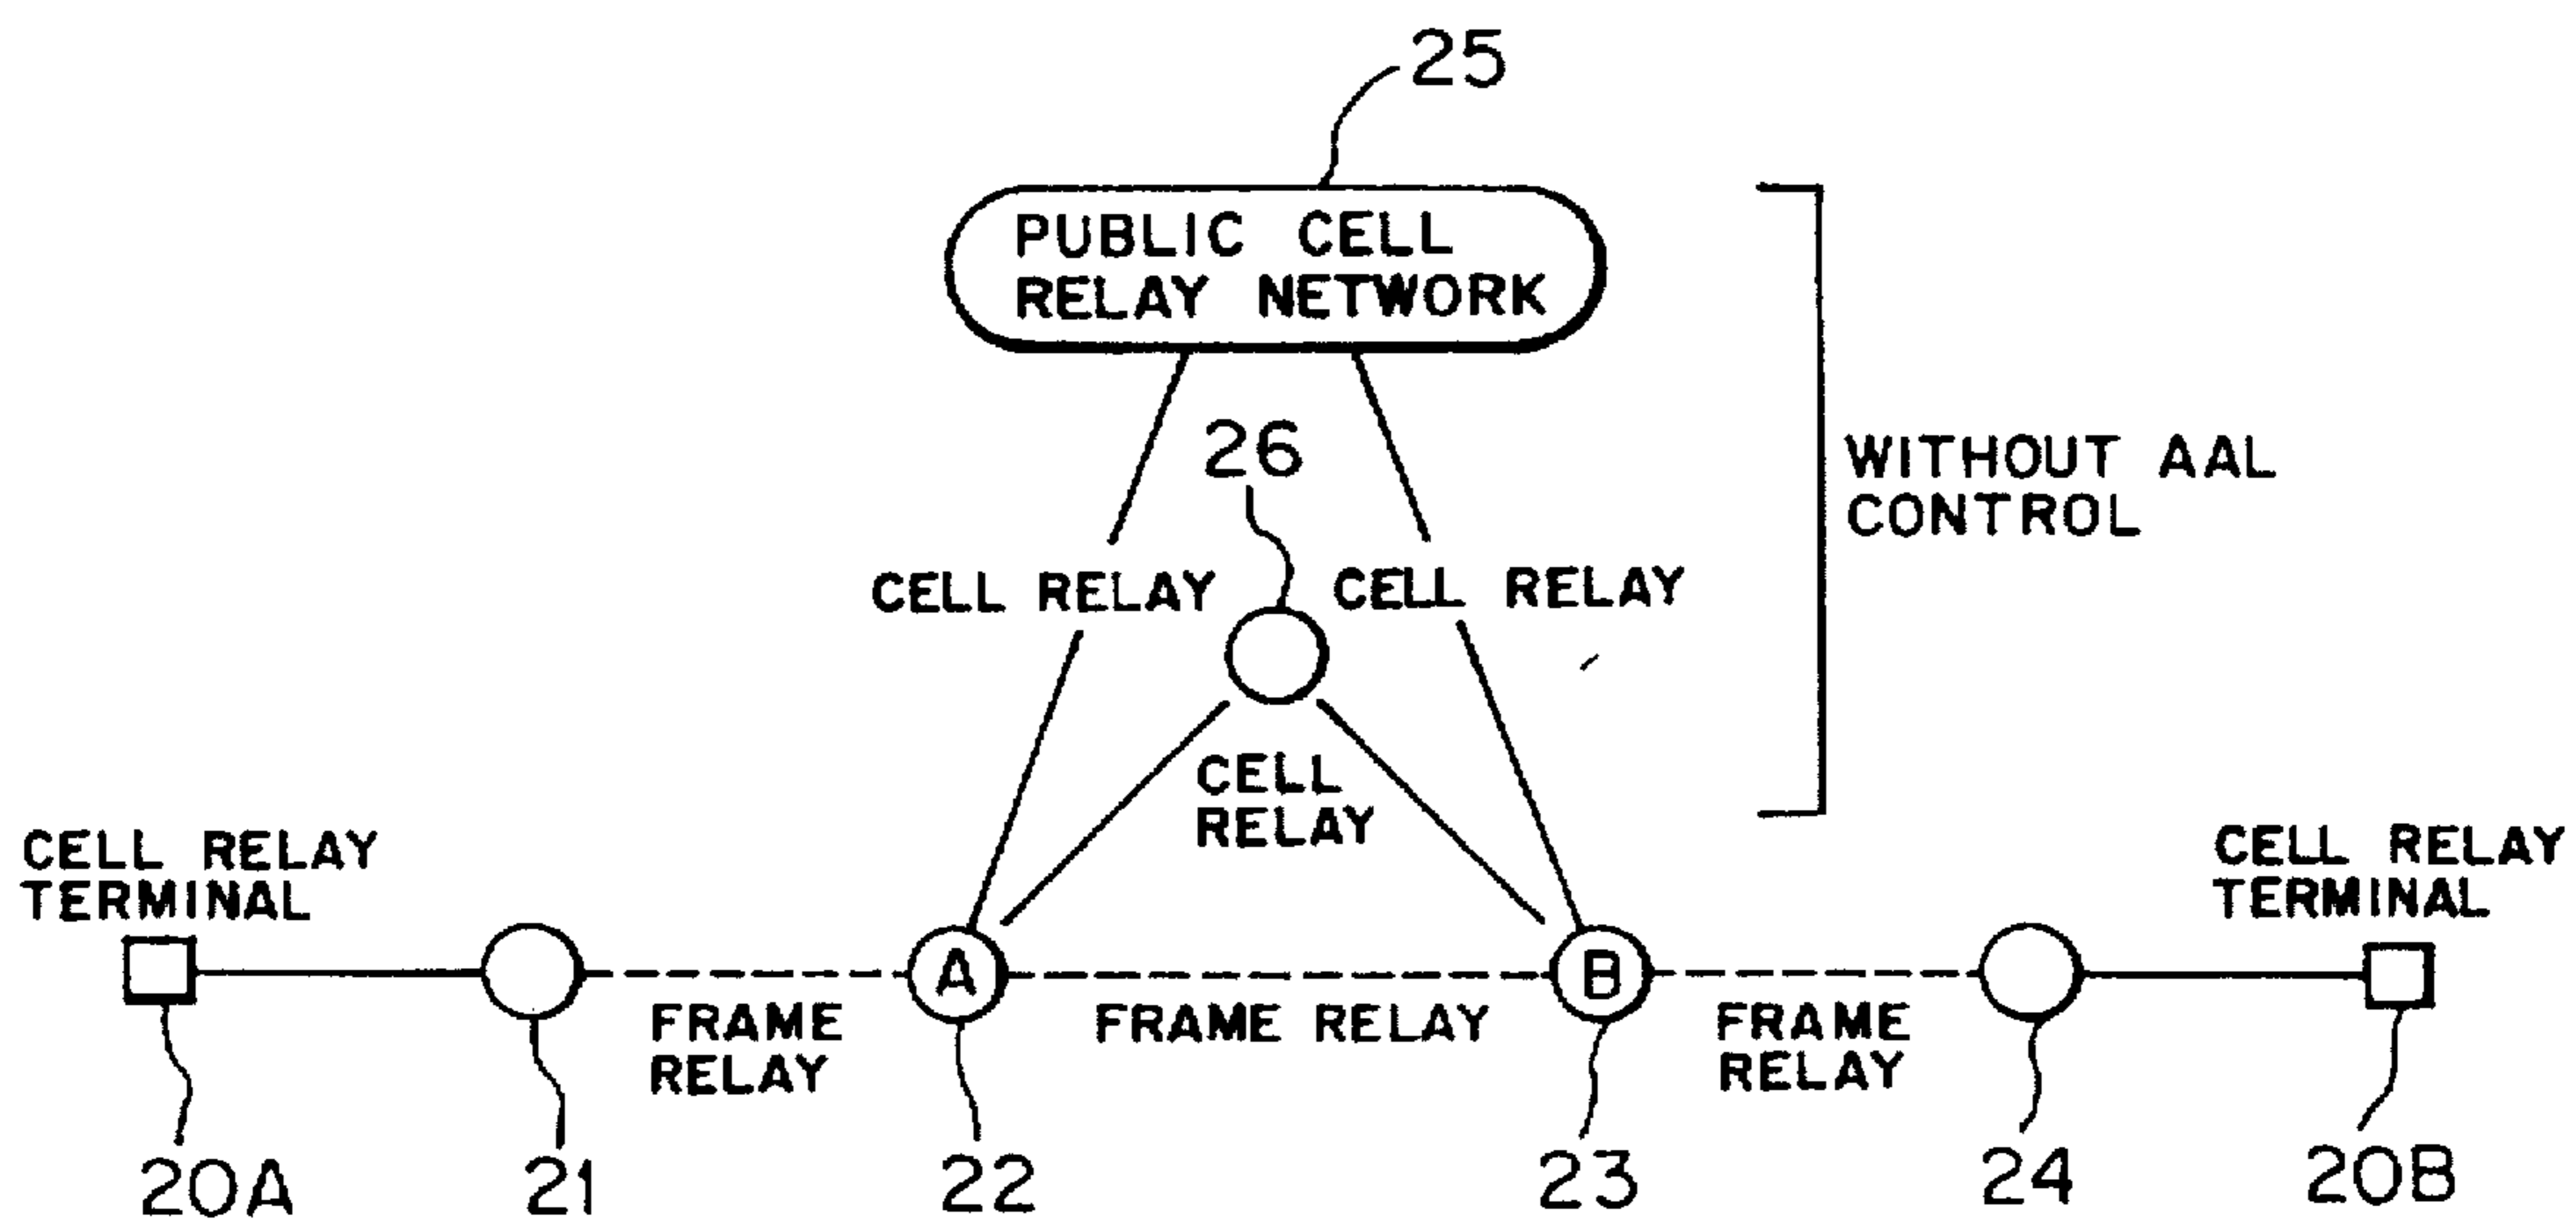 25
PUBLIC CELL
RELAY NETWORK
26
WITHOUT AAL
CONTROL
CELL RELAY
CELL RELAY
CELL
RELAY
CELL RELAY
TERMINAL
CELL RELAY
TERMINAL
A
B
FRAME
RELAY
FRAME RELAY
FRAME
RELAY
20A
21
22
23
24
20B